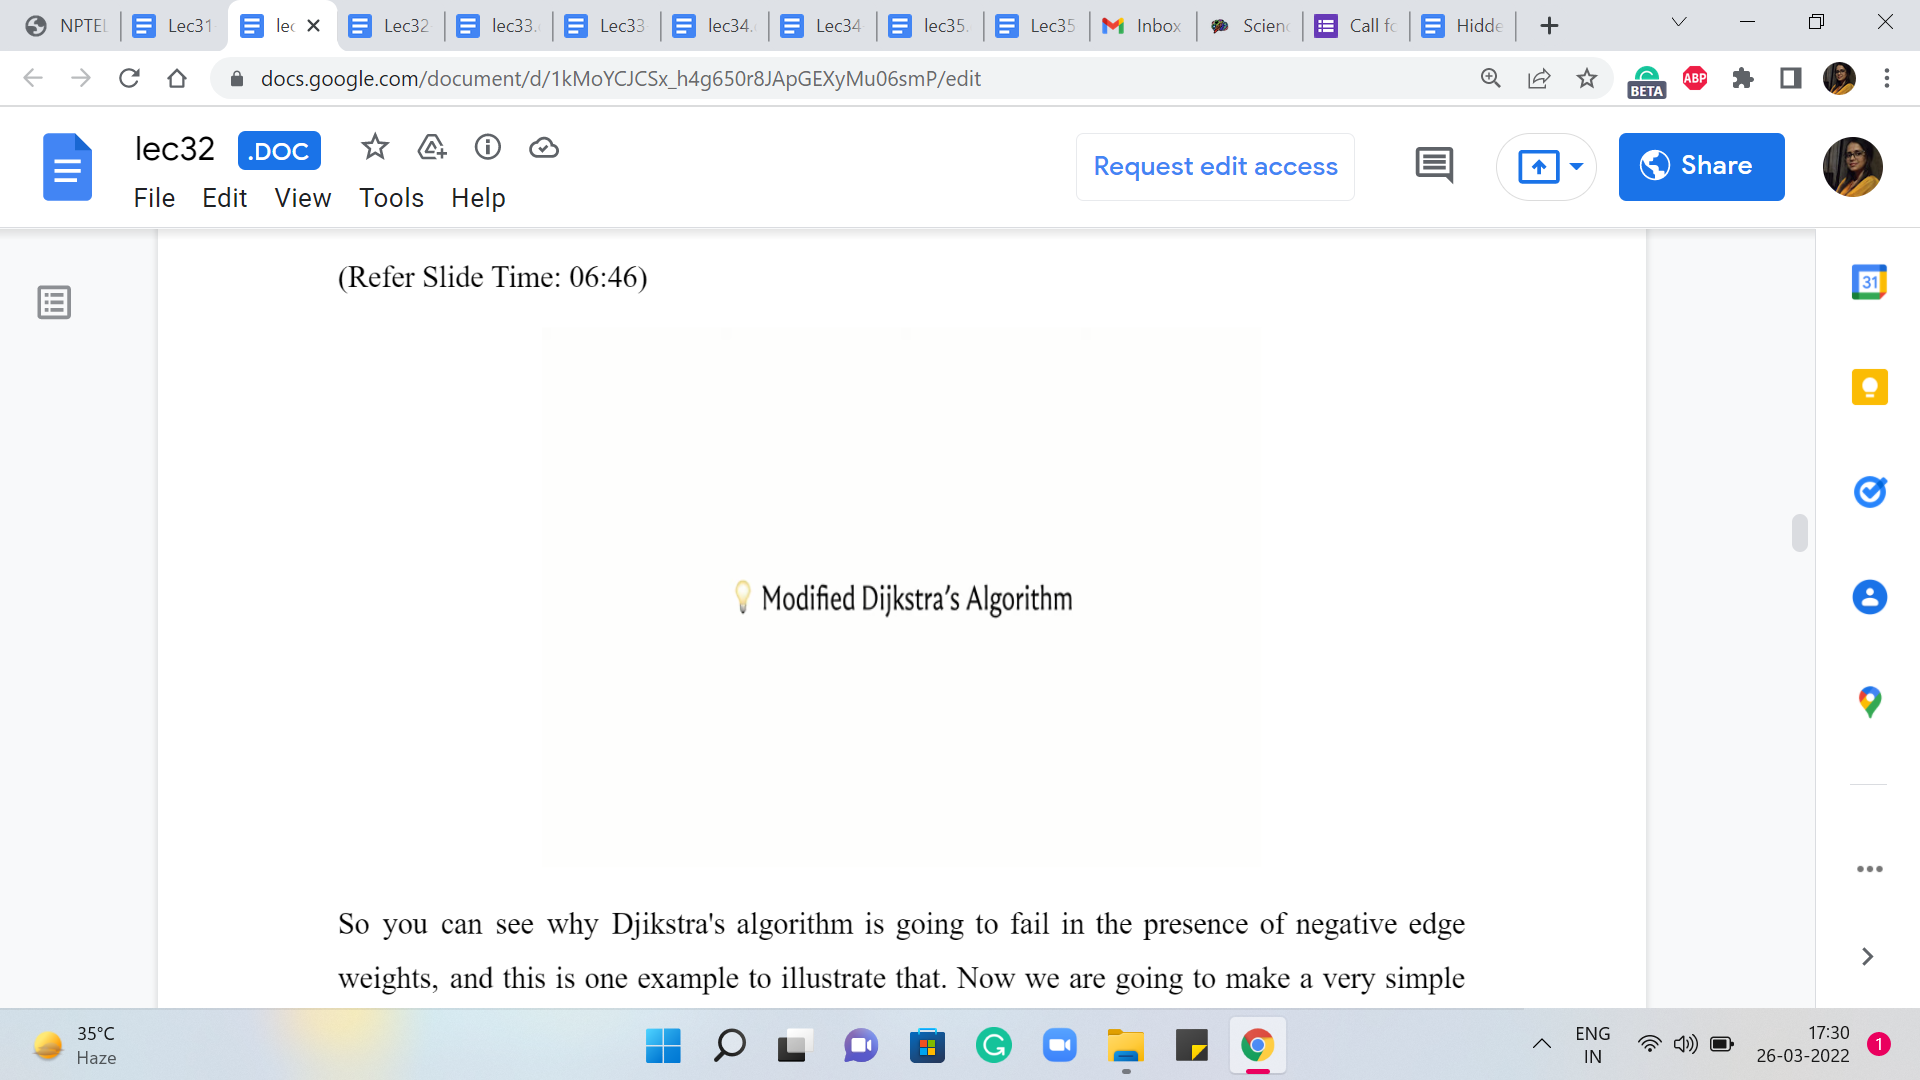 NPTEL
Lec31
lec
Lec32
lec33.
Lec33
lec34.
Lec34
lec35.
Lec35
Inbox
Scien
Call fo
Hidde
docs.google.com/document/d/1kMoYCJCSx_h4g650r8JApGEXyMu06smP/edit
BETA
ABP
lec32 .DOC
Request edit access
Share
File Edit View Tools Help
31
(Refer Slide Time: 06:46)
Modified Dijkstra's Algorithm
So you can see why Djikstra's algorithm is going to fail in the presence of negative edge
weights, and this is one example to illustrate that. Now we are going to make a very simple
35°C
Haze
ENG
IN
17:30
26-03-2022
1